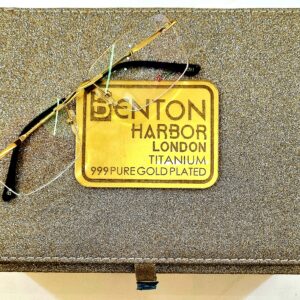 BENTON
HARBOR
LONDON
TITANIUM
999 PURE GOLD PLATED